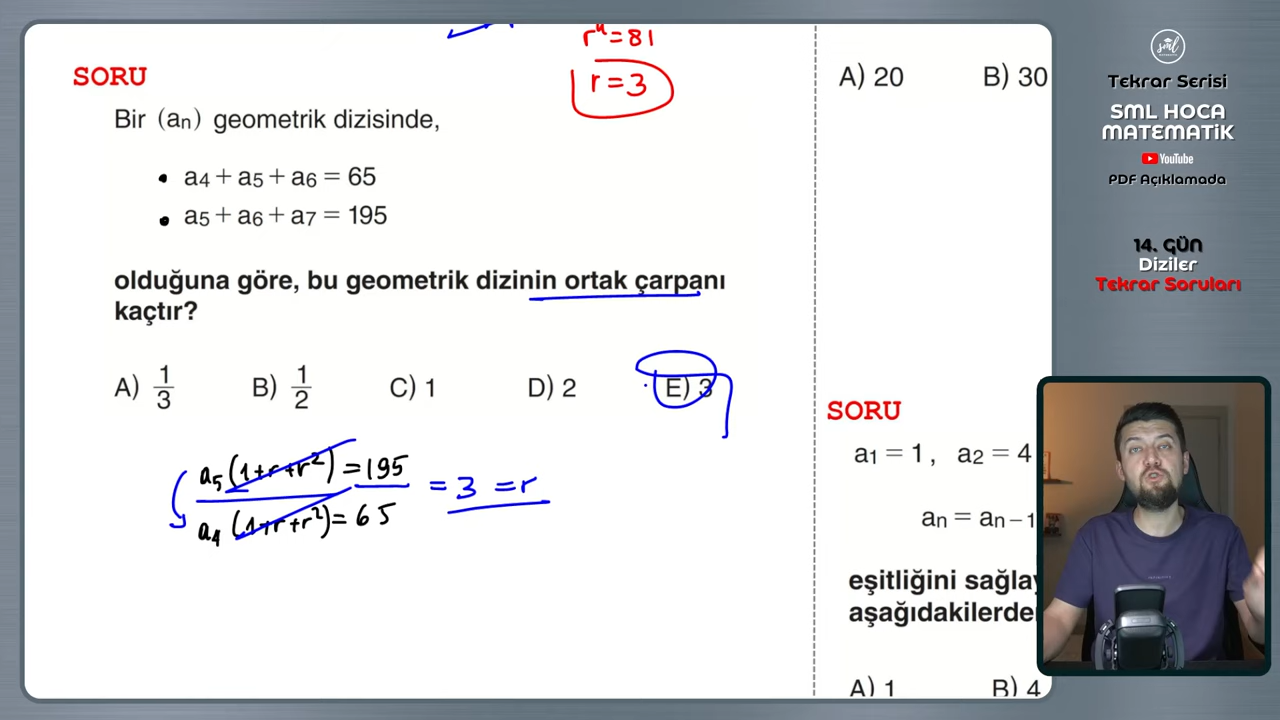 r⁴=81
r=3
SORU
Bir (an) geometrik dizisinde,
• a4 + a5 + a6 = 65
• a5 + a6 + a7 = 195
olduğuna göre, bu geometrik dizinin ortak çarpanı
kaçtır?
A) 1/3 B) 1/2 C) 1 D) 2 E) 3
a5 (1+r+r²) = 195
a4 (1+r+r²) = 65
= 3 = r
A) 20 B) 30
SORU
a1 = 1, a2 = 4
an = an−1
eşitliğini sağlay
aşağıdakilerde
A) 1 B) 4
sml
Tekrar Serisi
SML HOCA
MATEMATİK
YouTube
PDF Açıklamada
14. GÜN
Diziler
Tekrar Soruları